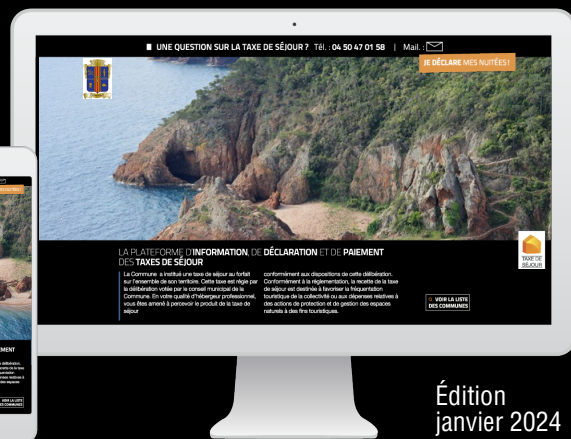 UNE QUESTION SUR LA TAXE DE SÉJOUR ? Tél. : 04 50 47 01 58 | Mail. :
JE DÉCLARE MES NUITÉES !
LA PLATEFORME D'INFORMATION, DE DÉCLARATION ET DE PAIEMENT
DES TAXES DE SÉJOUR
La Commune a institué une taxe de séjour au forfait
sur l'ensemble de son territoire. Cette taxe est régie par
la délibération votée par le conseil municipal de la
Commune. En votre qualité d'hébergeur professionnel,
vous êtes amené à percevoir le produit de la taxe de
séjour
conformément aux dispositions de cette délibération.
Conformément à la réglementation, la recette de la taxe
de séjour est destinée à favoriser la fréquentation
touristique de la collectivité ou aux dépenses relatives à
des actions de protection et de gestion des espaces
naturels à des fins touristiques.
TAXE DE
SÉJOUR
VOIR LA LISTE
DES COMMUNES
VOIR LA LISTE
DES COMMUNES
Édition
janvier 2024